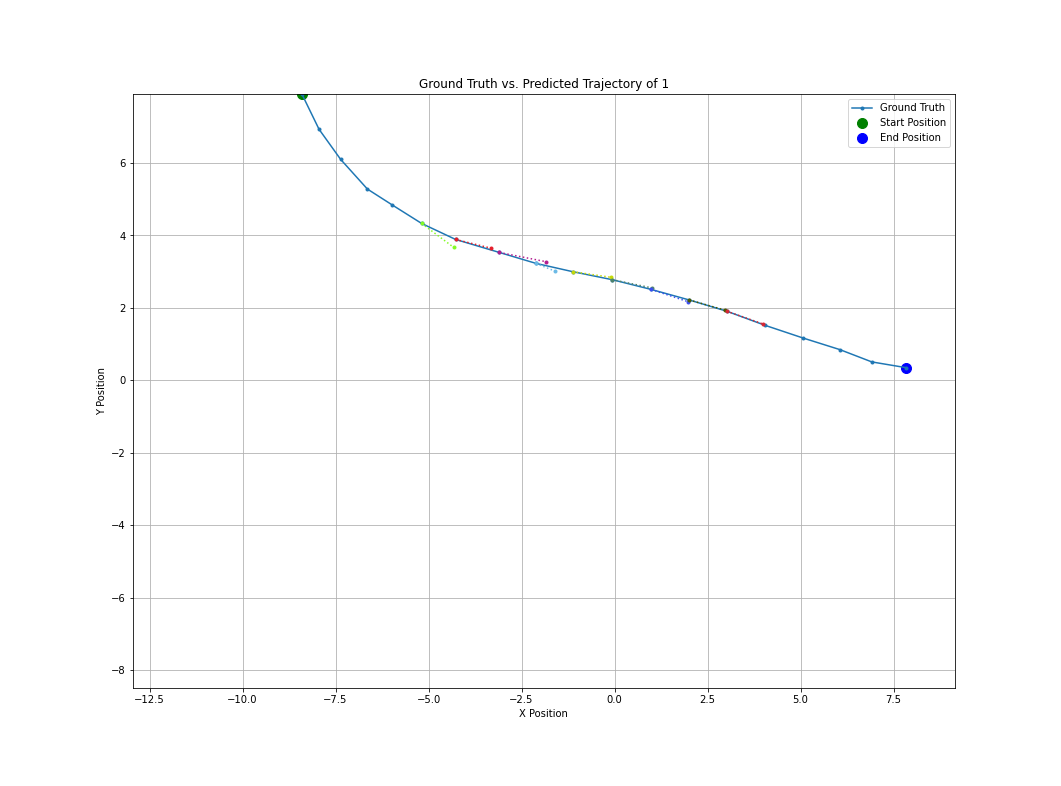 Ground Truth vs. Predicted Trajectory of 1
Ground Truth
Start Position
End Position
6
4
2
0
−2
−4
−6
−8
Y Position
−12.5 −10.0 −7.5 −5.0 −2.5 0.0 2.5 5.0 7.5
X Position